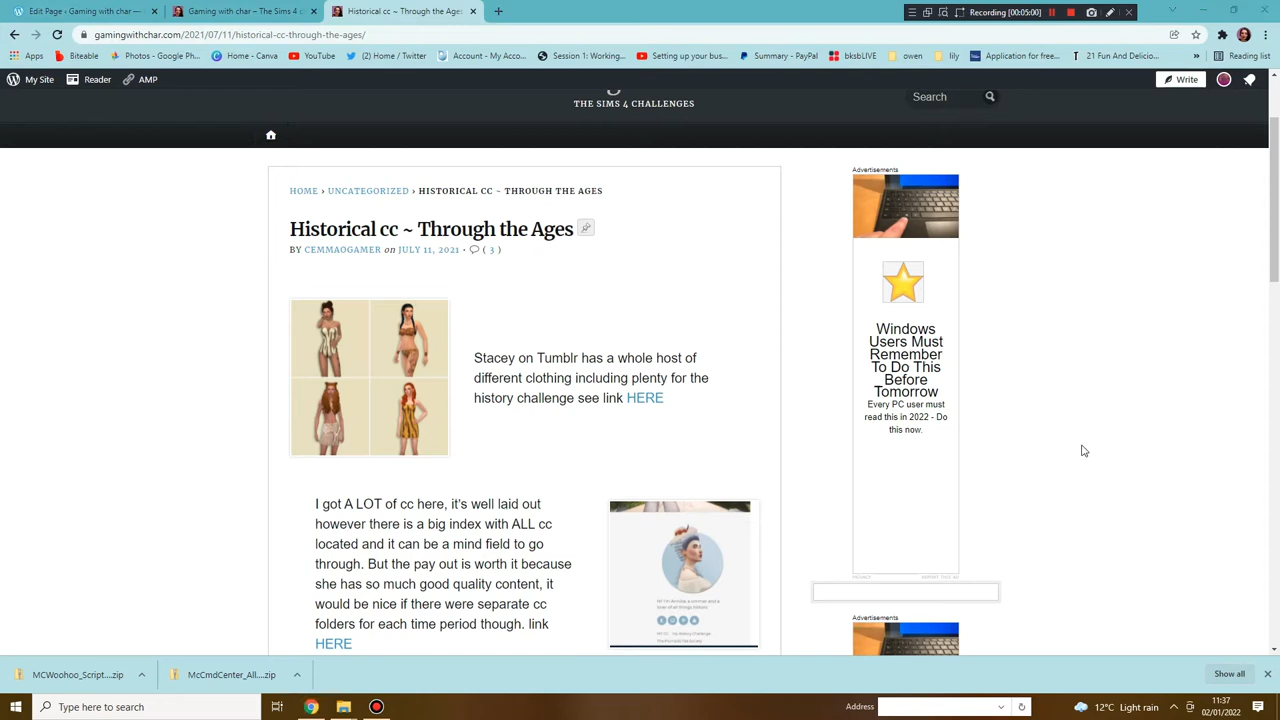 Edit Page ‹ Gaming with char —
Gaming with char ~ The Sims 4 C
Historical cc ~ Through the Ages
Recording [00:05:00]
gamingwithchar.com/2021/07/11/historical-cc-through-the-ages/
Apps
Biteable
Photos - Google Ph...
Home - Canva
YouTube
(2) Home / Twitter
Account - My Acco...
Session 1: Working...
Setting up your bus...
Summary - PayPal
bksbLIVE
owen
lily
Application for free...
21 Fun And Delicio...
Reading list
My Site
Reader
AMP
Write
THE SIMS 4 CHALLENGES
Search
HOME › UNCATEGORIZED › HISTORICAL CC ~ THROUGH THE AGES
Historical cc ~ Through the Ages
BY CEMMAOGAMER on JULY 11, 2021 • ( 3 )
Stacey on Tumblr has a whole host of
different clothing including plenty for the
history challenge see link HERE
I got A LOT of cc here, it's well laid out
however there is a big index with ALL cc
located and it can be a mind field to go
through. But the pay out is worth it because
she has so much good quality content, it
would be nice if there were separate cc
folders for each time period though. link
HERE
Advertisements
Windows
Users Must
Remember
To Do This
Before
Tomorrow
Every PC user must
read this in 2022 - Do
this now.
PRIVACY
REPORT THIS AD
Advertisements
MCWoohoo_Script....zip
McCmdCenter_All....zip
Show all
Type here to search
Address
12°C Light rain
11:37
02/01/2022